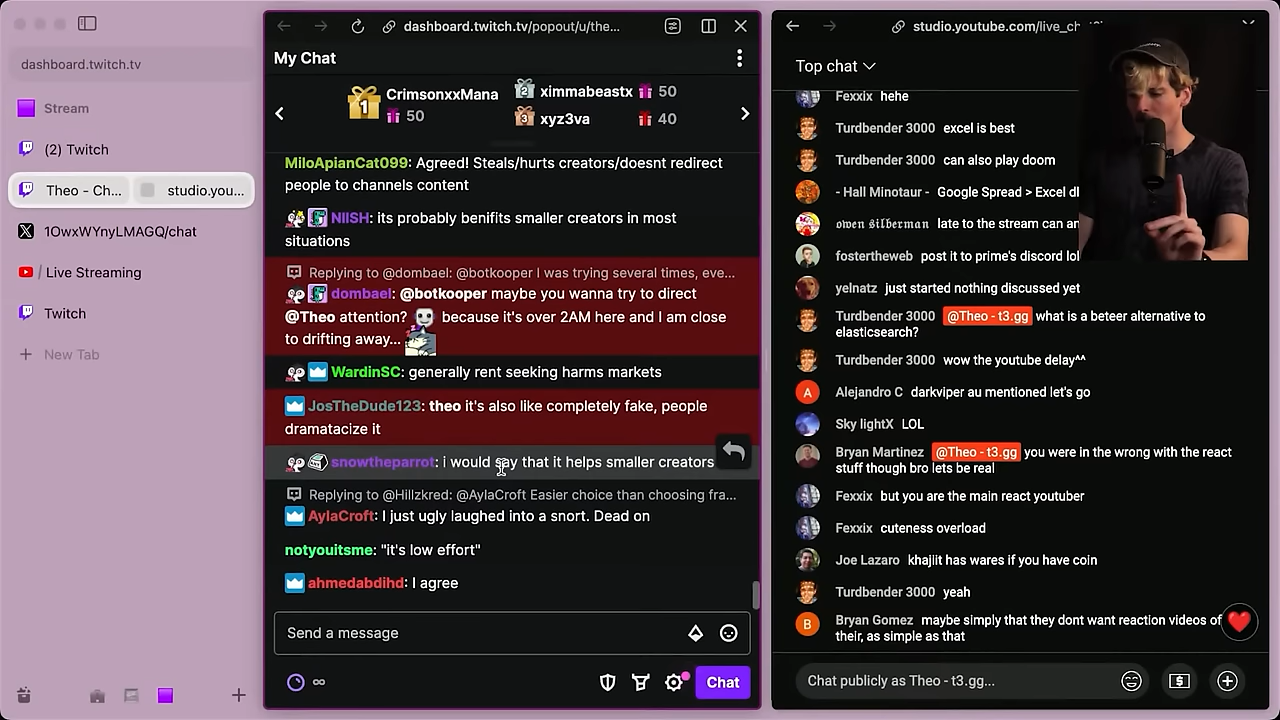 dashboard.twitch.tv
Stream
(2) Twitch
Theo - Ch...
studio.you...
1OwxWYnyLMAGQ/chat
/ Live Streaming
Twitch
New Tab
dashboard.twitch.tv/popout/u/the...
My Chat
1 CrimsonxxMana
50
2 ximmabeastx 50
3 xyz3va 40
MiloApianCat099: Agreed! Steals/hurts creators/doesnt redirect
people to channels content
NIISH: its probably benifits smaller creators in most
situations
Replying to @dombael: @botkooper I was trying several times, eve...
dombael: @botkooper maybe you wanna try to direct
@Theo attention? because it's over 2AM here and I am close
to drifting away...
WardinSC: generally rent seeking harms markets
JosTheDude123: theo it's also like completely fake, people
dramatacize it
snowtheparrot: i would say that it helps smaller creators
Replying to @Hillzkred: @AylaCroft Easier choice than choosing fra...
AylaCroft: I just ugly laughed into a snort. Dead on
notyouitsme: "it's low effort"
ahmedabdihd: I agree
Send a message
Chat
studio.youtube.com/live_ch
Top chat
Fexxix hehe
Turdbender 3000 excel is best
Turdbender 3000 can also play doom
- Hall Minotaur - Google Spread > Excel
owen silberman late to the stream can
fostertheweb post it to prime's discord lol
yelnatz just started nothing discussed yet
Turdbender 3000 @Theo - t3.gg what is a beteer alternative to
elasticsearch?
Turdbender 3000 wow the youtube delay^^
A Alejandro C darkviper au mentioned let's go
Sky lightX LOL
Bryan Martinez @Theo - t3.gg you were in the wrong with the react
stuff though bro lets be real
Fexxix but you are the main react youtuber
Fexxix cuteness overload
Joe Lazaro khajiit has wares if you have coin
Turdbender 3000 yeah
B Bryan Gomez maybe simply that they dont want reaction videos of
their, as simple as that
Chat publicly as Theo - t3.gg...